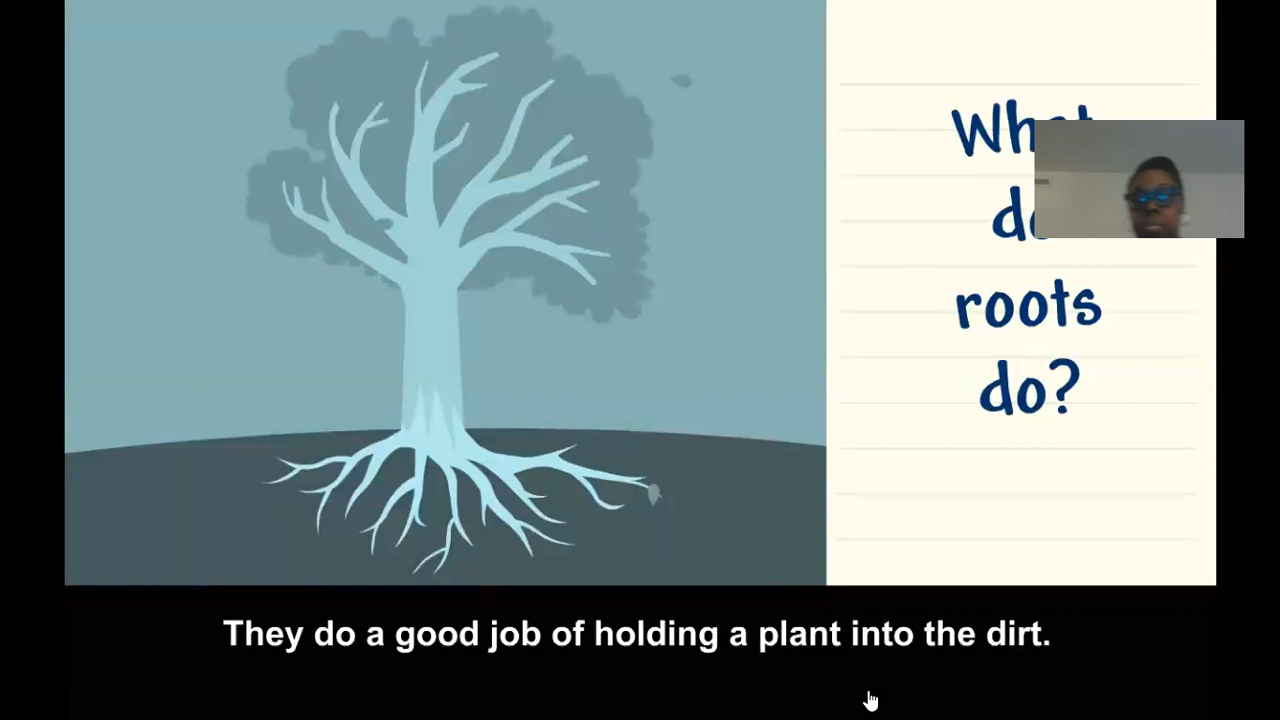 roots
do?
They do a good job of holding a plant into the dirt.